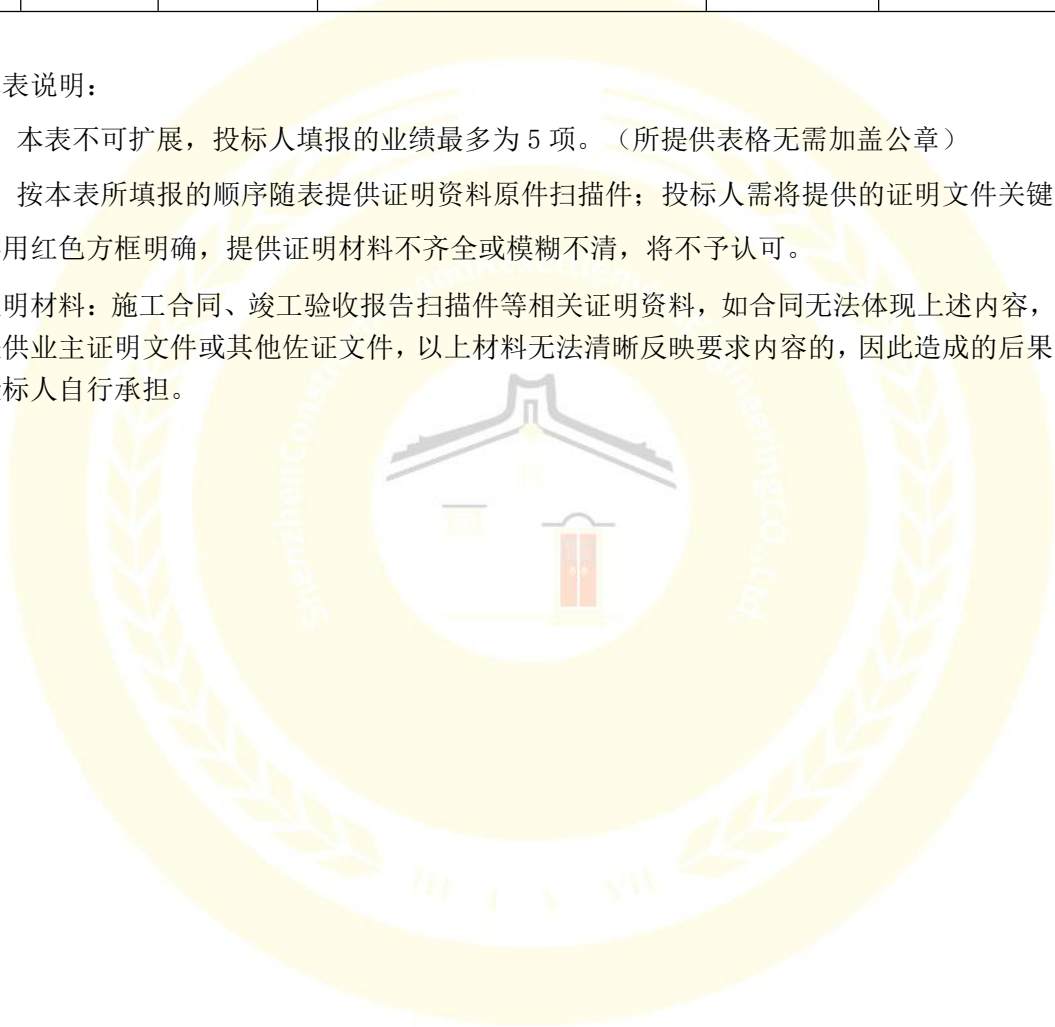 表说明：
本表不可扩展，投标人填报的业绩最多为 5 项。（所提供表格无需加盖公章）
按本表所填报的顺序随表提供证明资料原件扫描件；投标人需将提供的证明文件关键
用红色方框明确，提供证明材料不齐全或模糊不清，将不予认可。
明材料：施工合同、竣工验收报告扫描件等相关证明资料，如合同无法体现上述内容，
供业主证明文件或其他佐证文件，以上材料无法清晰反映要求内容的，因此造成的后果
标人自行承担。